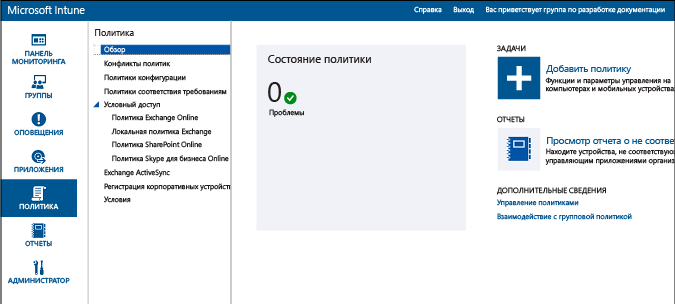 Microsoft Intune
Справка Выход Вас приветствует группа по разработке документации
ПАНЕЛЬ
МОНИТОРИНГА
ГРУППЫ
ОПОВЕЩЕНИЯ
ПРИЛОЖЕНИЯ
ПОЛИТИКА
ОТЧЕТЫ
АДМИНИСТРАТОР
Политика
Обзор
Конфликты политик
Политики конфигурации
Политики соответствия требованиям
Условный доступ
Политика Exchange Online
Локальная политика Exchange
Политика SharePoint Online
Политика Skype для бизнеса Online
Exchange ActiveSync
Регистрация корпоративных устройст
Условия
Состояние политики
0
Проблемы
ЗАДАЧИ
Добавить политику
Функции и параметры управления на
компьютерах и мобильных устройства
ОТЧЕТЫ
Просмотр отчета о не соотве
Находите устройства, не соответствую
управляющим приложениями организ
ДОПОЛНИТЕЛЬНЫЕ СВЕДЕНИЯ
Управление политиками
Взаимодействие с групповой политикой